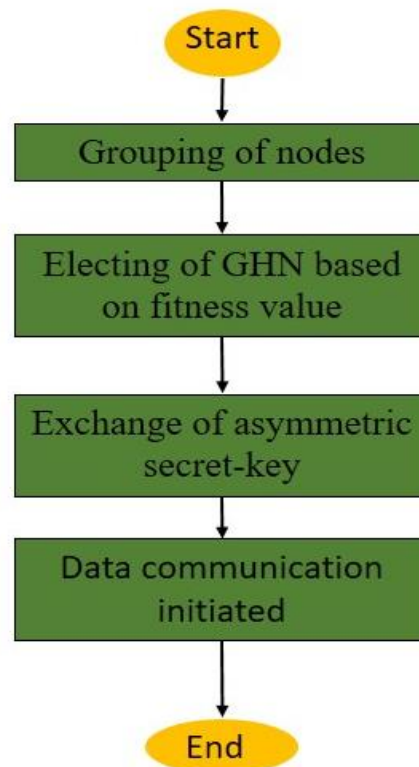 Start
Grouping of nodes
Electing of GHN based
on fitness value
Exchange of asymmetric
secret-key
Data communication
initiated
End